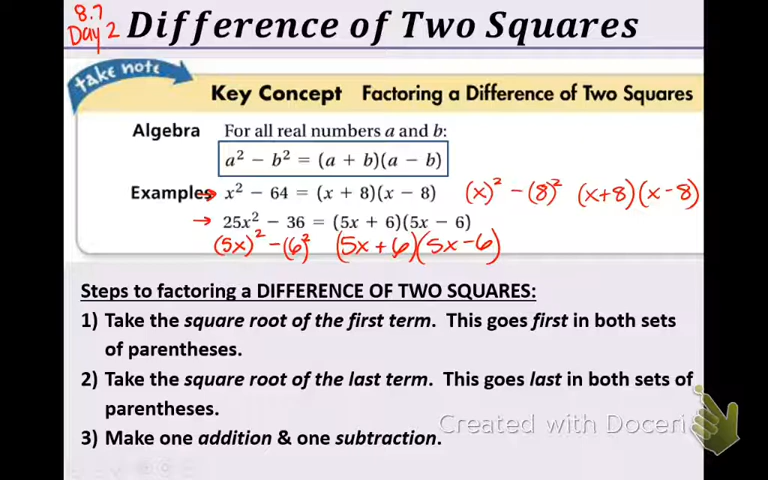 8.7
Day 2
Difference of Two Squares
take note
Key Concept Factoring a Difference of Two Squares
Algebra For all real numbers a and b:
a² − b² = (a + b)(a − b)
Examples → x² − 64 = (x + 8)(x − 8) (x)² − (8)² (x+8)(x−8)
→ 25x² − 36 = (5x + 6)(5x − 6)
(5x)² − (6)² (5x+6)(5x−6)
Steps to factoring a DIFFERENCE OF TWO SQUARES:
1) Take the square root of the first term. This goes first in both sets
of parentheses.
2) Take the square root of the last term. This goes last in both sets of
parentheses.
3) Make one addition & one subtraction.
Created with Doceri